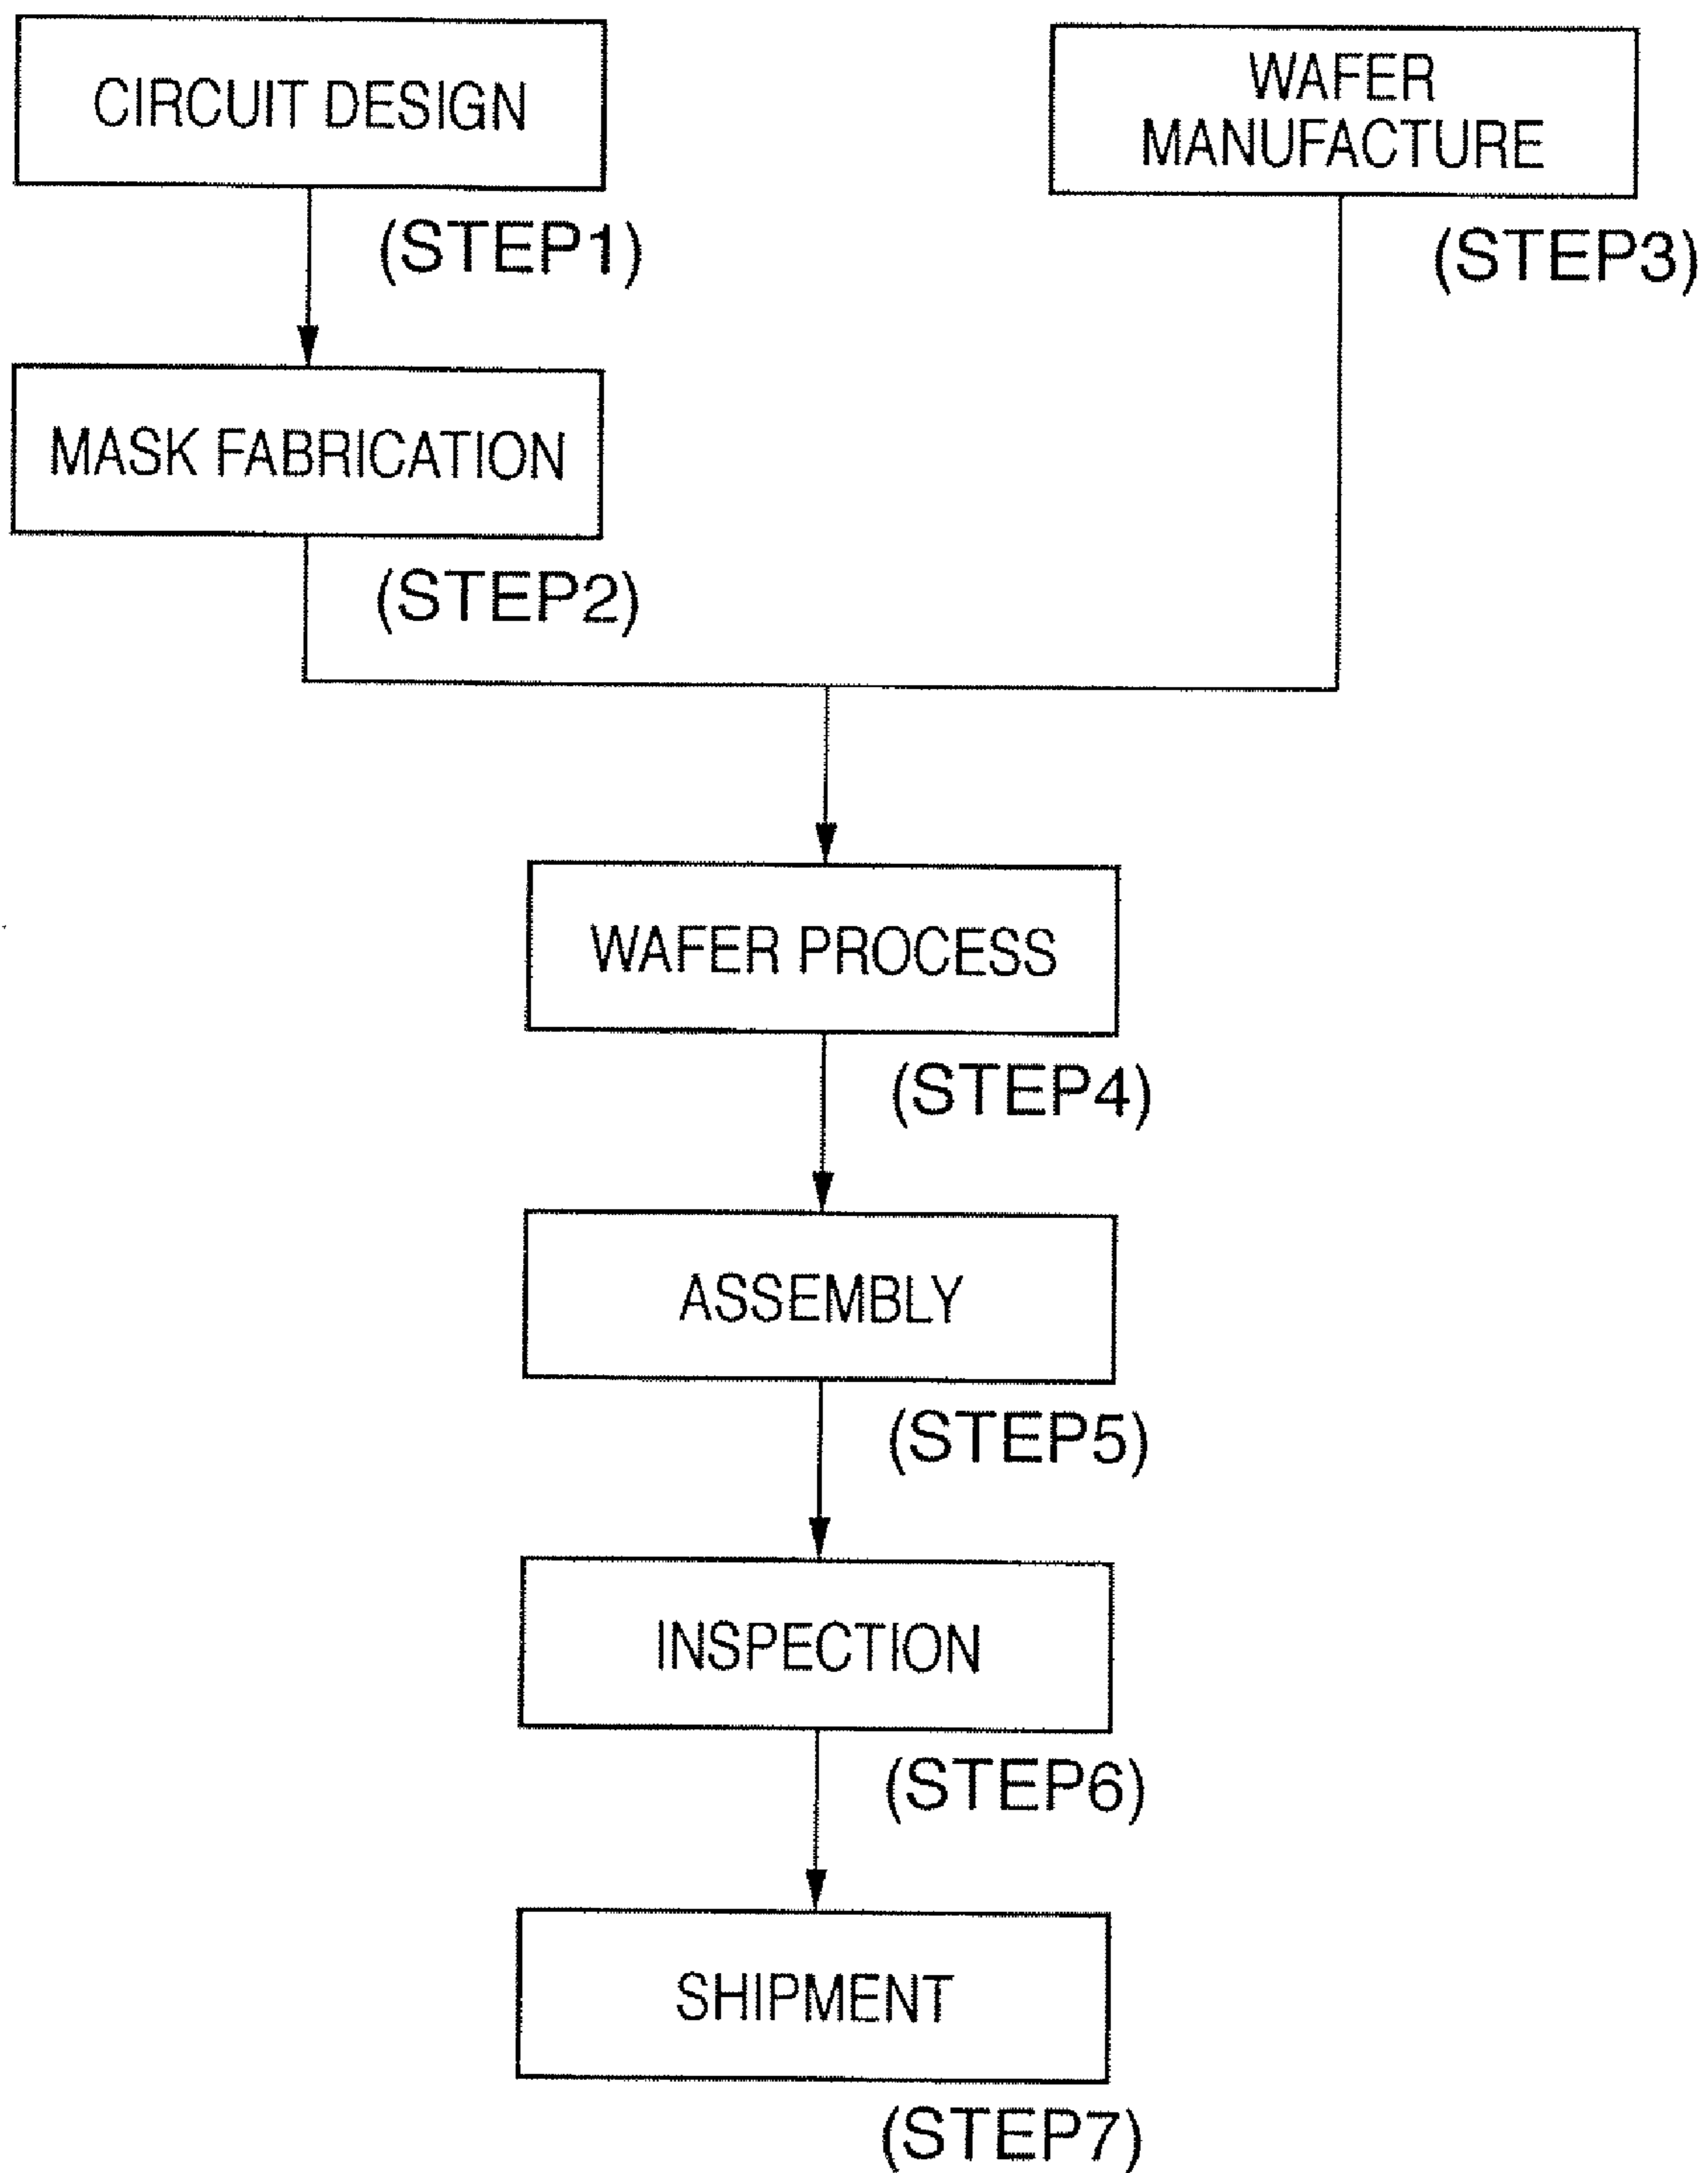 CIRCUIT DESIGN
(STEP1)
MASK FABRICATION
(STEP2)
WAFER
MANUFACTURE
(STEP3)
WAFER PROCESS
(STEP4)
ASSEMBLY
(STEP5)
INSPECTION
(STEP6)
SHIPMENT
(STEP7)